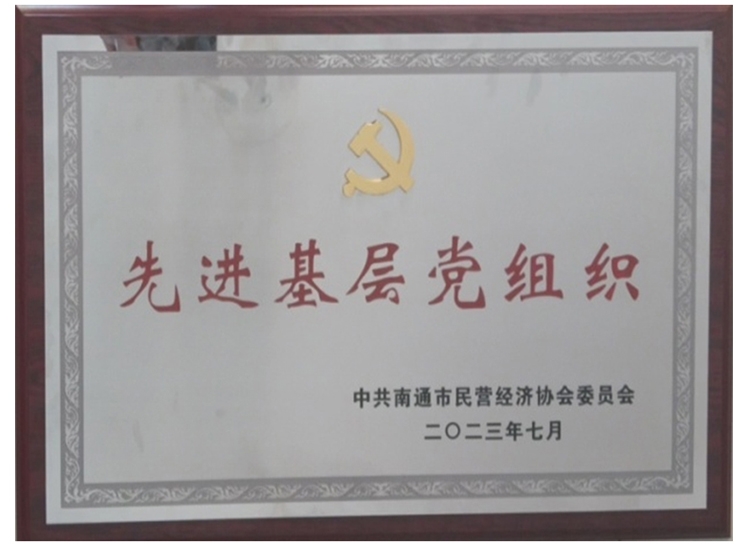 先进基层党组织
中共南通市民营经济协会委员会
二〇二三年七月